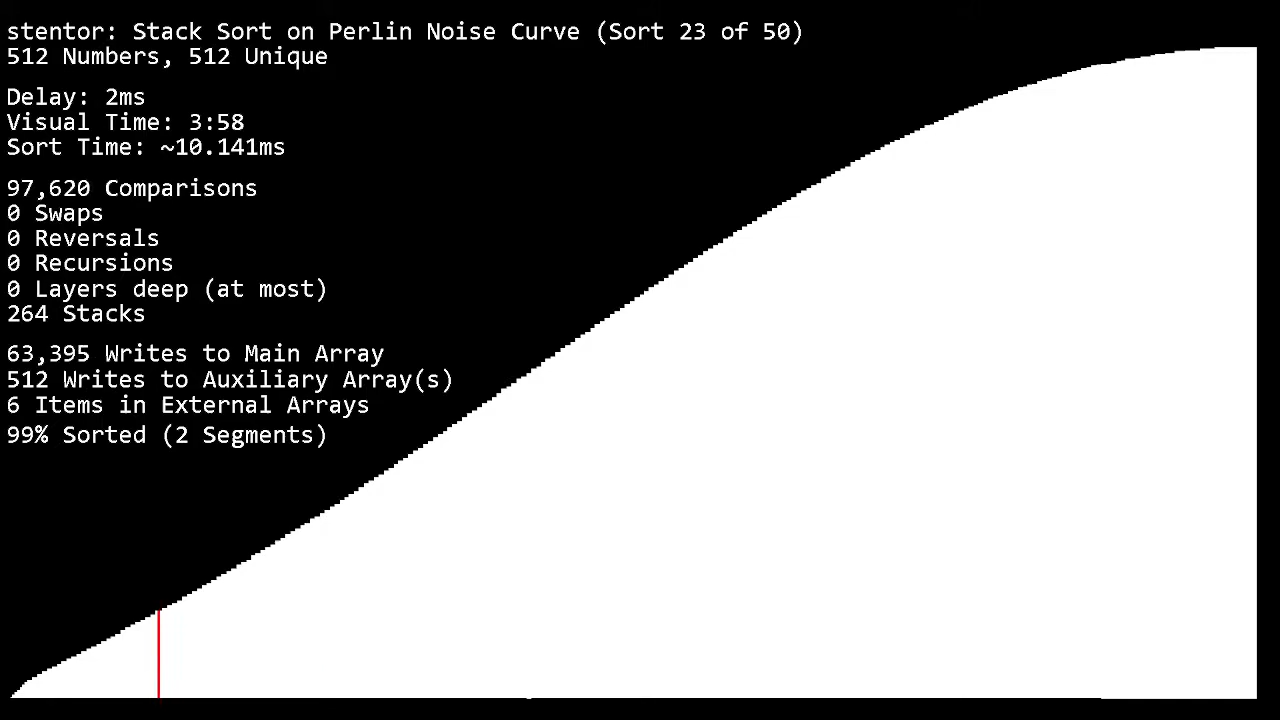 stentor: Stack Sort on Perlin Noise Curve (Sort 23 of 50)
512 Numbers, 512 Unique
Delay: 2ms
Visual Time: 3:58
Sort Time: ~10.141ms
97,620 Comparisons
0 Swaps
0 Reversals
0 Recursions
0 Layers deep (at most)
264 Stacks
63,395 Writes to Main Array
512 Writes to Auxiliary Array(s)
6 Items in External Arrays
99% Sorted (2 Segments)